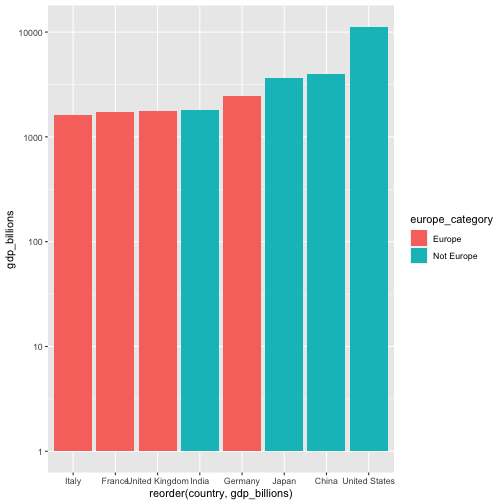 10000
1000
100
10
1
gdp_billions
Italy France United Kingdom India Germany Japan China United States
reorder(country, gdp_billions)
europe_category
Europe
Not Europe